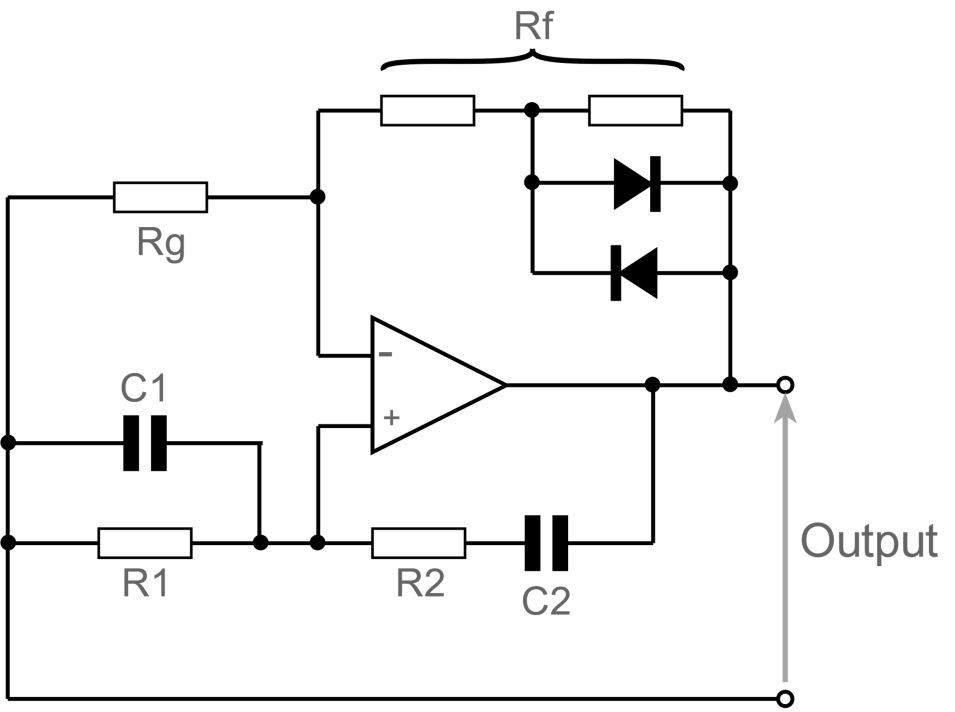 Rf
Rg
-
C1
+
R1
R2
C2
Output